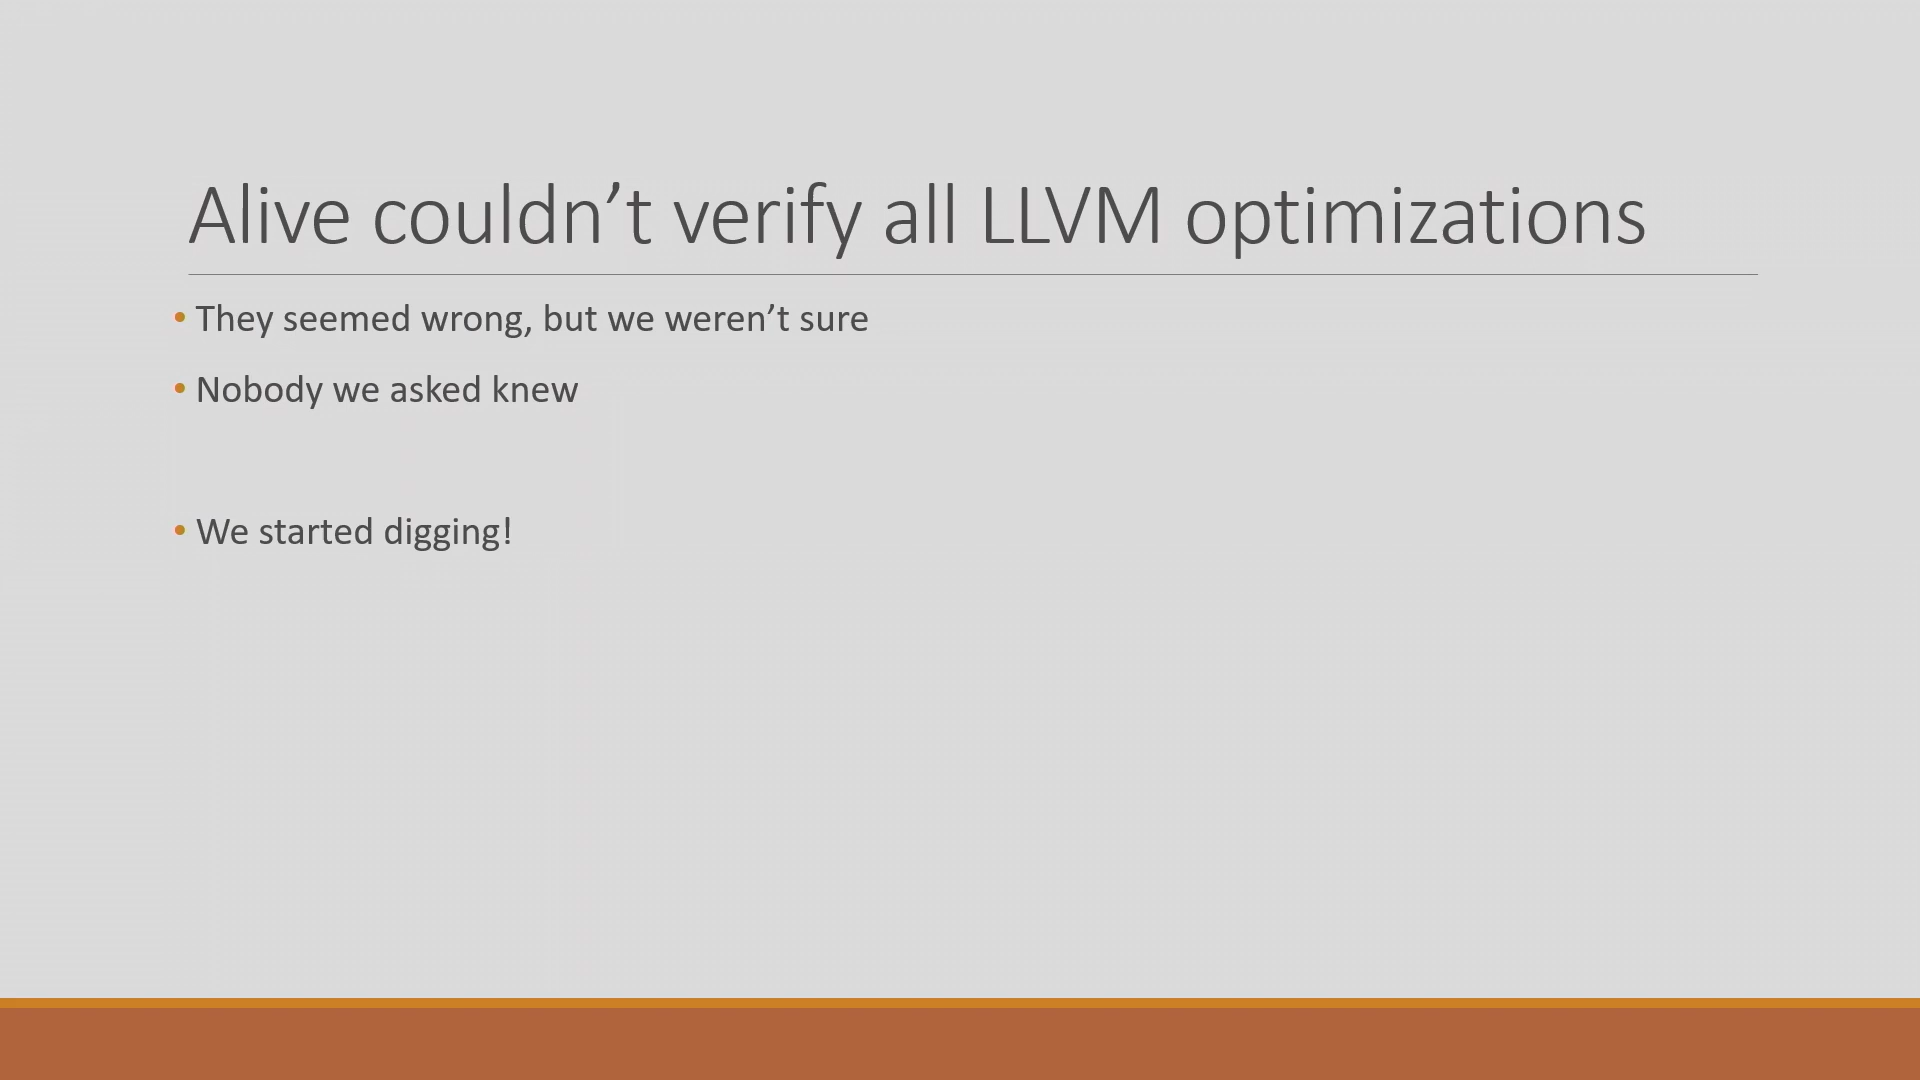 Alive couldn’t verify all LLVM optimizations
• They seemed wrong, but we weren’t sure
• Nobody we asked knew
• We started digging!